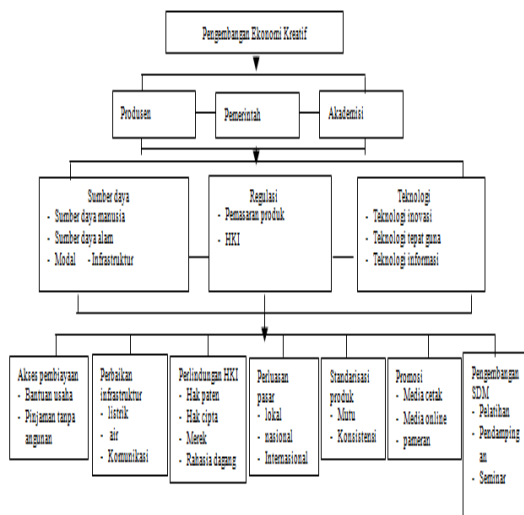 Pengembangan Ekonomi Kreatif
Produsen
Pemerintah
Akademisi
Sumber daya
- Sumber daya manusia
- Sumber daya alam
- Modal - Infrastruktur
Regulasi
- Pemasaran produk
- HKI
Teknologi
- Teknologi inovasi
- Teknologi tepat guna
- Teknologi informasi
Akses pembiayaan
- Bantuan usaha
- Pinjaman tanpa
angunan
Perbaikan
infrastruktur
- listrik
- air
- Komunikasi
Perlindungan HKI
- Hak paten
- Hak cipta
- Merek
- Rahasia dagang
Perluasan
pasar
- lokal
- nasional
- Internasional
Standarisasi
produk
- Mutu
- Konsistensi
Promosi
- Media cetak
- Media online
- pameran
Pengembangan
SDM
- Pelatihan
- Pendamping
an
- Seminar